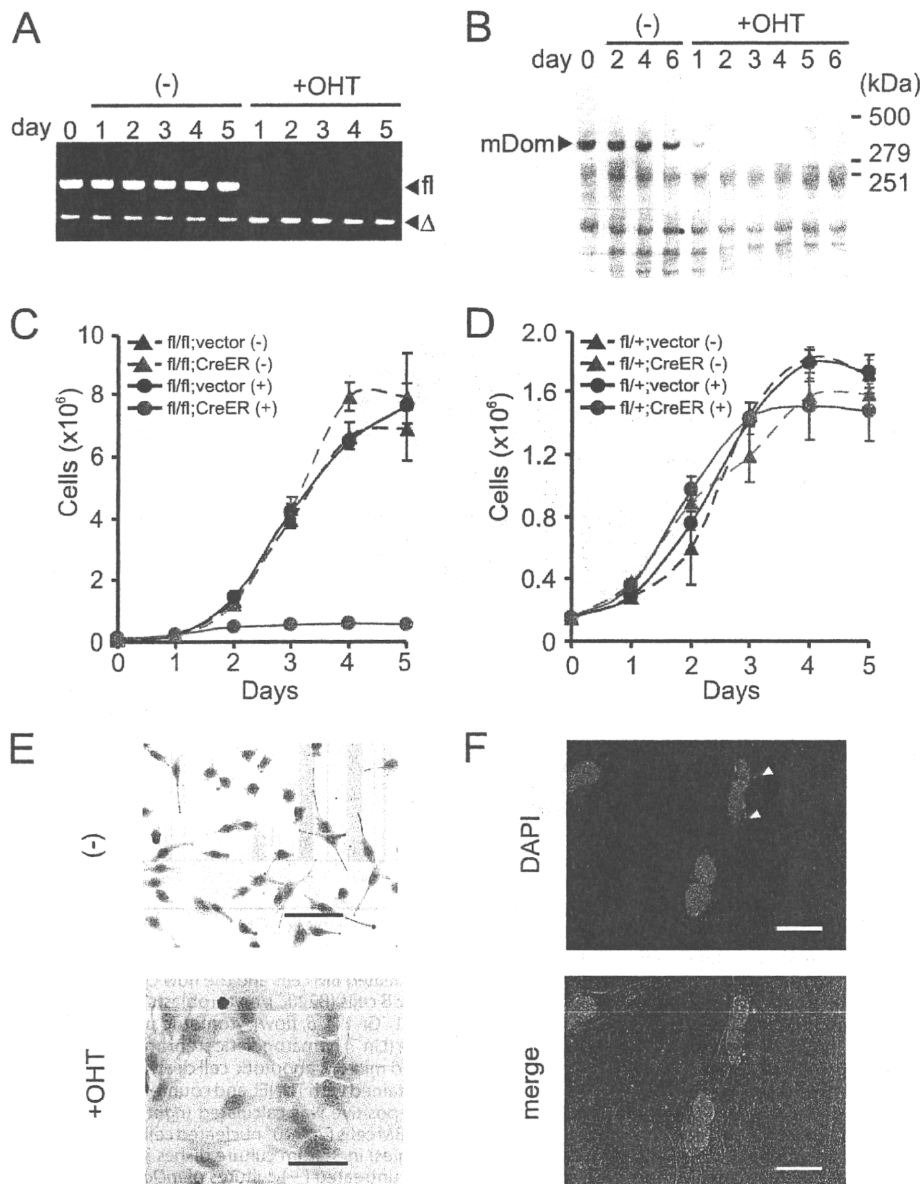 A
(-) +OHT
day 0 1 2 3 4 5 1 2 3 4 5
fl
Δ
B
(-) +OHT
day 0 2 4 6 1 2 3 4 5 6 (kDa)
mDom
500
279
251
C
Cells (x10⁶)
10
8
6
4
2
0
fl/fl;vector (-)
fl/fl;CreER (-)
fl/fl;vector (+)
fl/fl;CreER (+)
0 1 2 3 4 5
Days
D
Cells (x10⁶)
2.0
1.6
1.2
0.8
0.4
fl/+;vector (-)
fl/+;CreER (-)
fl/+;vector (+)
fl/+;CreER (+)
0 1 2 3 4 5
Days
E
(-)
+OHT
F
DAPI
merge